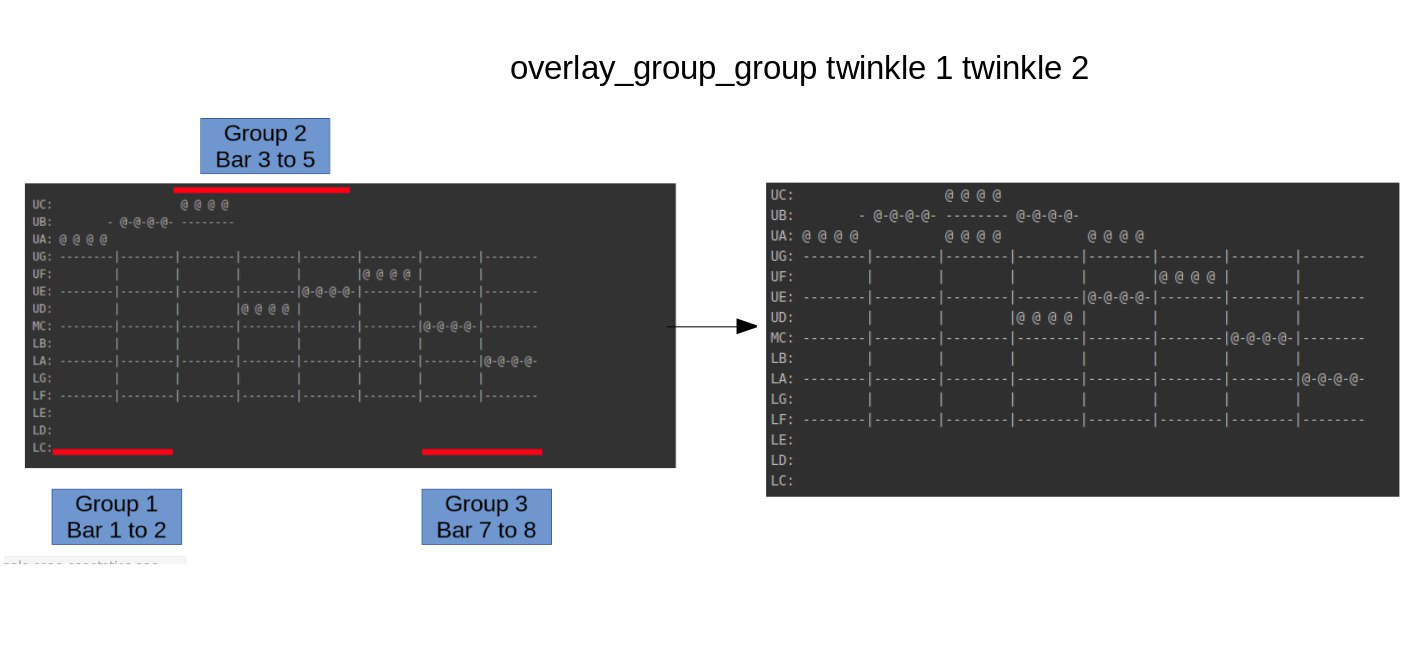 overlay_group_group twinkle 1 twinkle 2
Group 2
Bar 3 to 5
UC:                   @ @ @ @
UB:        - @-@-@-@- --------
UA: @ @ @ @
UG: --------|-------|-------|-------|-------|-------|-------|-------
UF:         |       |       |       |       |@ @ @ @ |       |
UE: --------|-------|-------|-------|@-@-@-@-|-------|-------|-------
UD:         |       |       |@ @ @ @ |       |       |       |
MC: --------|-------|-------|-------|-------|-------|@-@-@-@-|-------
LB:         |       |       |       |       |       |       |
LA: --------|-------|-------|-------|-------|-------|-------|@-@-@-@-
LG:         |       |       |       |       |       |       |
LF: --------|-------|-------|-------|-------|-------|-------|-------
LE:
LD:
LC:
Group 1
Bar 1 to 2
Group 3
Bar 7 to 8
UC:                   @ @ @ @
UB:        - @-@-@-@- -------- @-@-@-@-
UA: @ @ @ @           @ @ @ @           @ @ @ @
UG: --------|--------|--------|--------|--------|--------|--------|--------
UF:         |        |        |        |        |@ @ @ @ |        |
UE: --------|--------|--------|--------|@-@-@-@-|--------|--------|--------
UD:         |        |        |@ @ @ @ |        |        |        |
MC: --------|--------|--------|--------|--------|--------|@-@-@-@-|--------
LB:         |        |        |        |        |        |        |
LA: --------|--------|--------|--------|--------|--------|--------|@-@-@-@-
LG:         |        |        |        |        |        |        |
LF: --------|--------|--------|--------|--------|--------|--------|--------
LE:
LD:
LC: